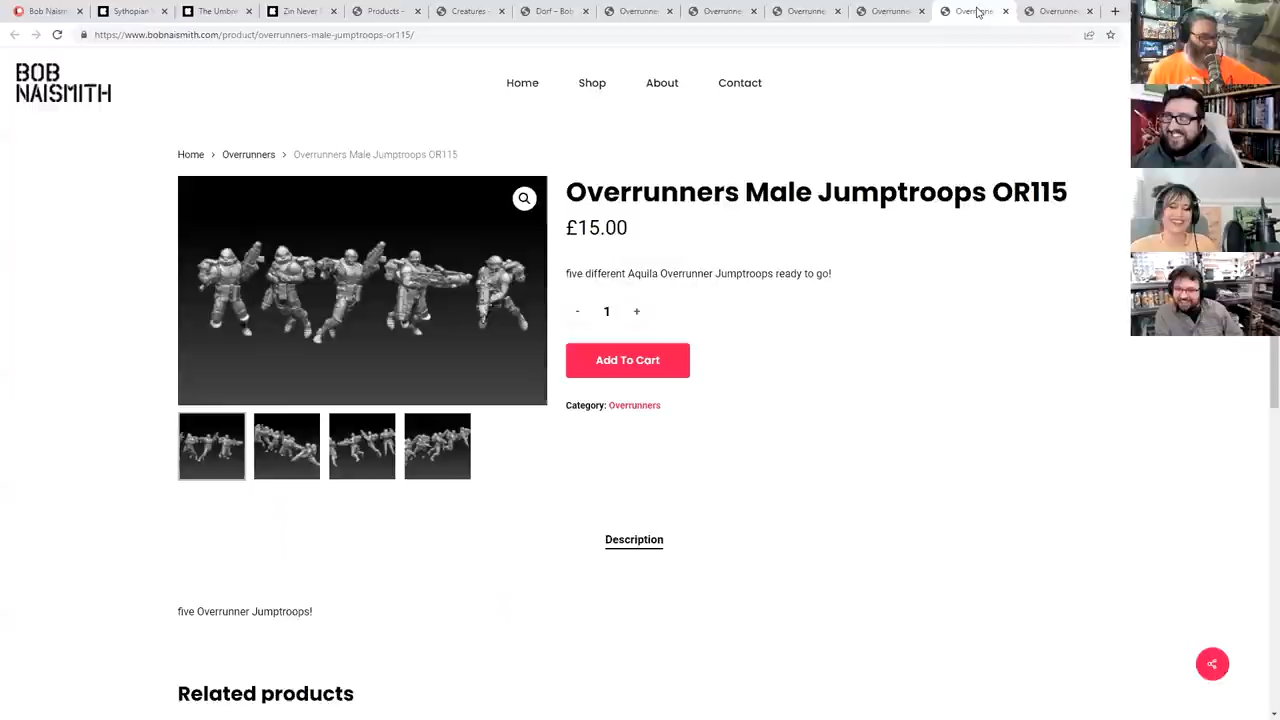 Bob Naism
Sythopian
The Umbre
Zin Never
Products -
Creatures -
Dorf - Bob
Overrunne
Overrunne
Overrunne
Overrunne
Overrunne
https://www.bobnaismith.com/product/overrunners-male-jumptroops-or115/
BOB
NAISMITH
Home Shop About Contact
Home › Overrunners › Overrunners Male Jumptroops OR115
Overrunners Male Jumptroops OR115
£15.00
five different Aquila Overrunner Jumptroops ready to go!
- 1 +
Add To Cart
Category: Overrunners
Description
five Overrunner Jumptroops!
Related products